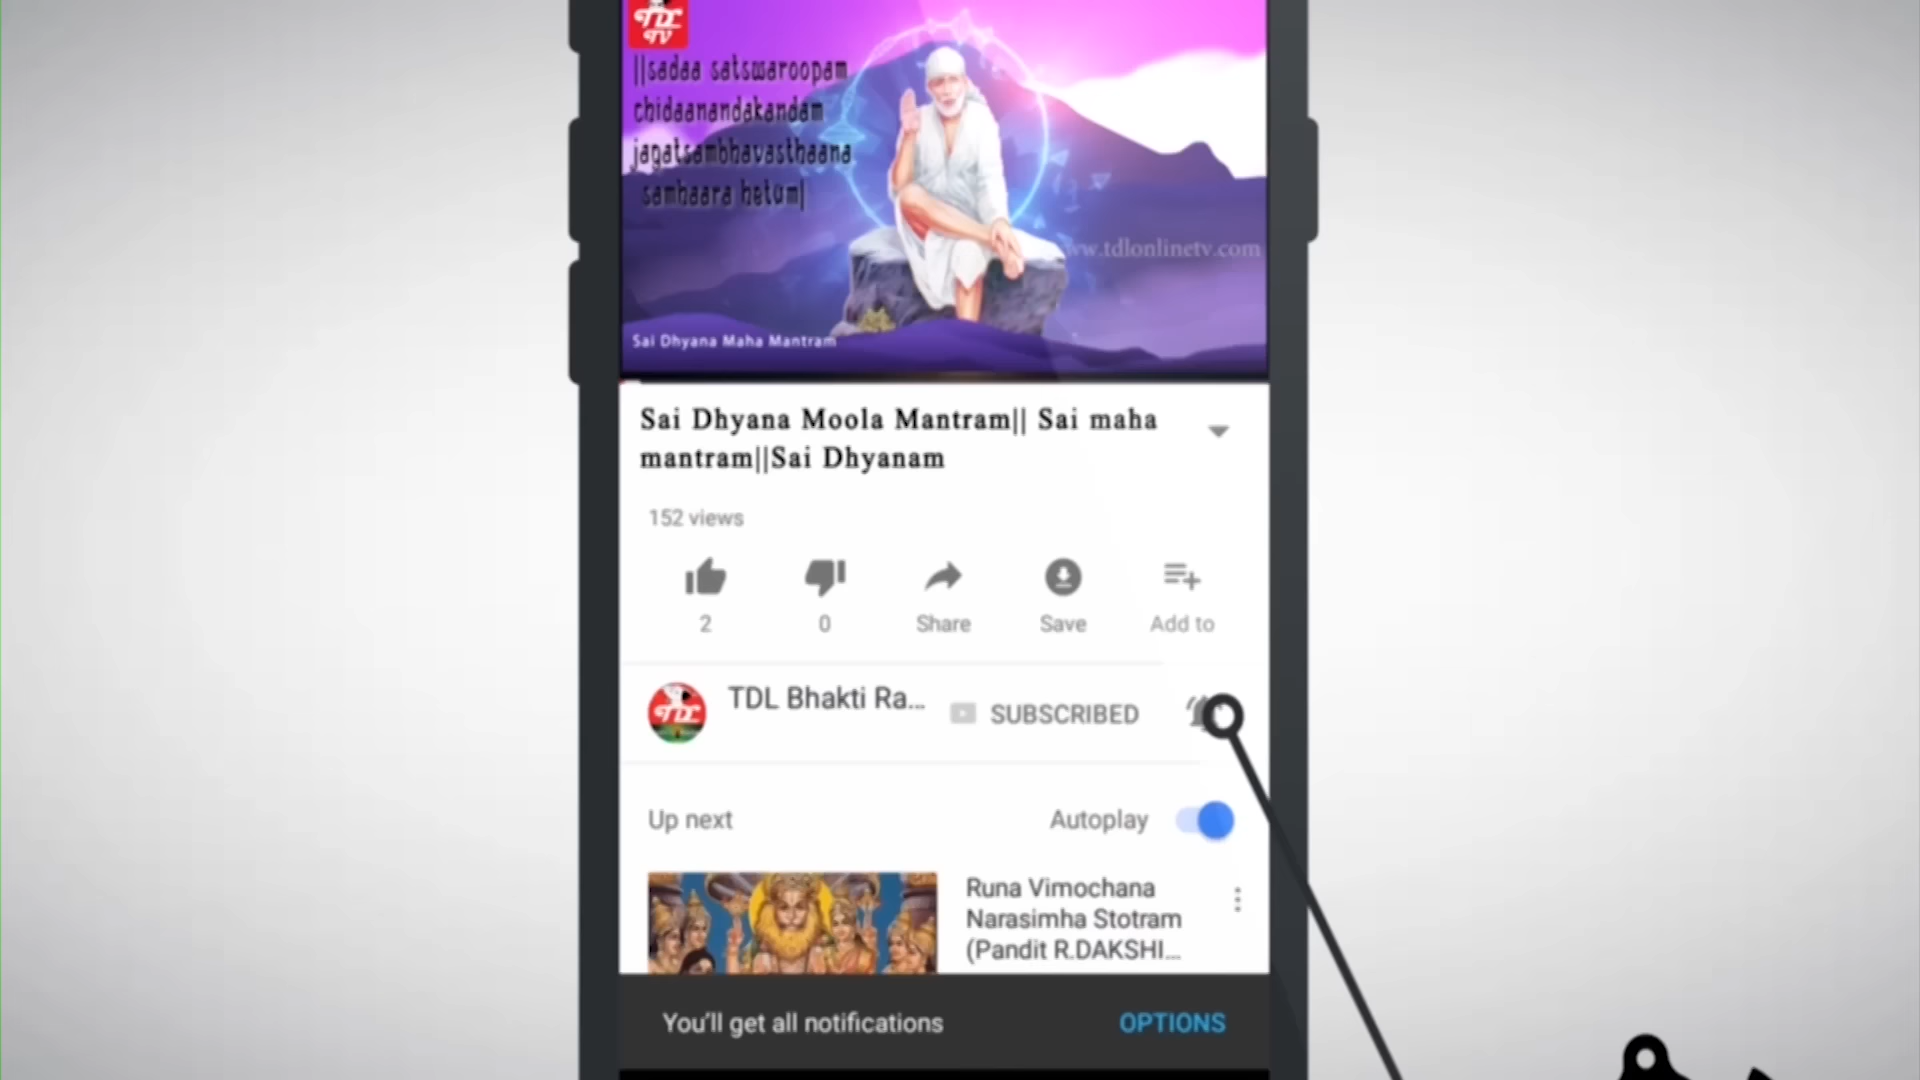 TDL
TV
||sadaa satswaroopam
chidaanandakandam
jagatsambhavasthaana
samhaara hetum|
ww.tdlonlinetv.com
Sai Dhyana Maha Mantram
Sai Dhyana Moola Mantram|| Sai maha
mantram||Sai Dhyanam
152 views
2
0
Share
Save
Add to
TDL
TDL Bhakti Ra...
SUBSCRIBED
Up next
Autoplay
Runa Vimochana
Narasimha Stotram
(Pandit R.DAKSHI...
You'll get all notifications
OPTIONS